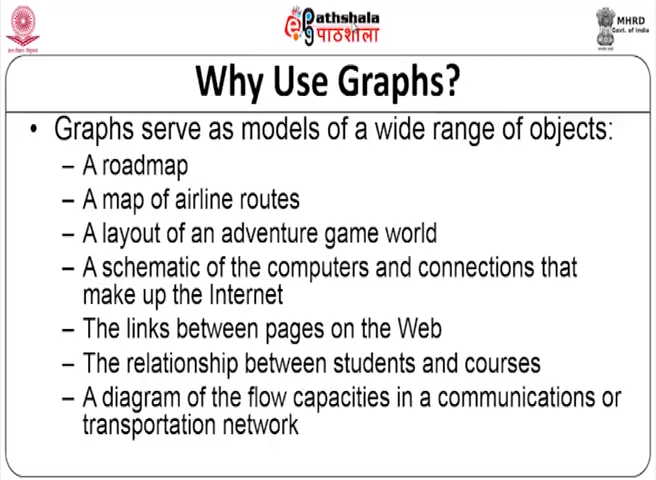 Pathshala
पाठशाला
MHRD
Govt. of India
Why Use Graphs?
• Graphs serve as models of a wide range of objects:
– A roadmap
– A map of airline routes
– A layout of an adventure game world
– A schematic of the computers and connections that
make up the Internet
– The links between pages on the Web
– The relationship between students and courses
– A diagram of the flow capacities in a communications or
transportation network